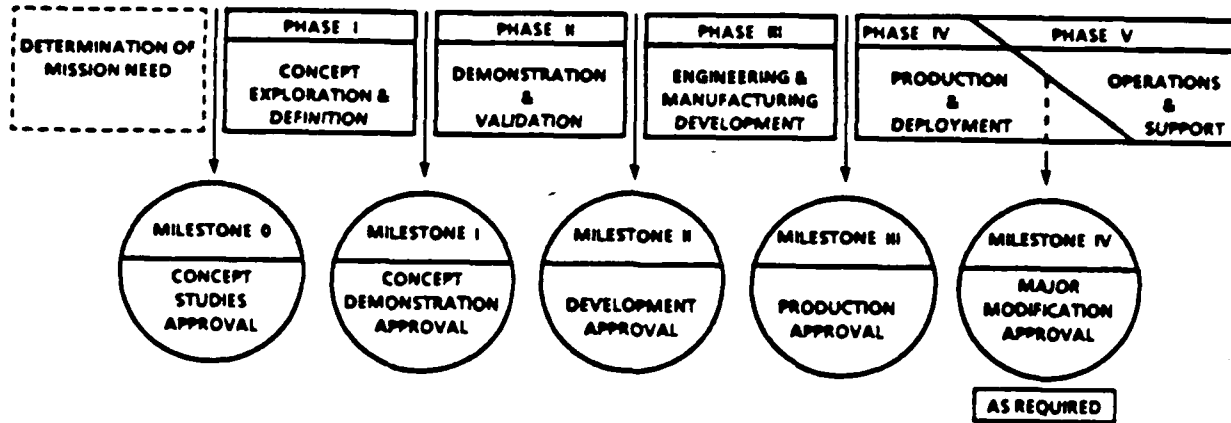 DETERMINATION OF
MISSION NEED
PHASE I
CONCEPT
EXPLORATION &
DEFINITION
PHASE II
DEMONSTRATION
&
VALIDATION
PHASE III
ENGINEERING &
MANUFACTURING
DEVELOPMENT
PHASE IV
PRODUCTION
&
DEPLOYMENT
PHASE V
OPERATIONS
&
SUPPORT
MILESTONE 0
CONCEPT
STUDIES
APPROVAL
MILESTONE I
CONCEPT
DEMONSTRATION
APPROVAL
MILESTONE II
DEVELOPMENT
APPROVAL
MILESTONE III
PRODUCTION
APPROVAL
MILESTONE IV
MAJOR
MODIFICATION
APPROVAL
AS REQUIRED